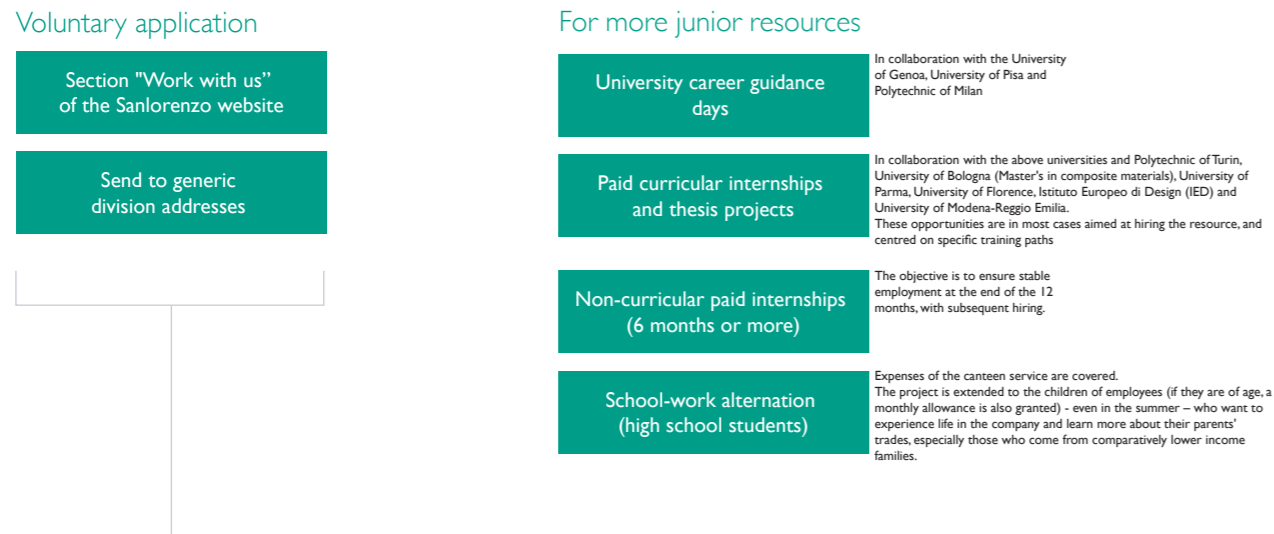 Voluntary application
Section "Work with us”
of the Sanlorenzo website
Send to generic
division addresses
For more junior resources
University career guidance
days
In collaboration with the University
of Genoa, University of Pisa and
Polytechnic of Milan
Paid curricular internships
and thesis projects
In collaboration with the above universities and Polytechnic of Turin,
University of Bologna (Master's in composite materials), University of
Parma, University of Florence, Istituto Europeo di Design (IED) and
University of Modena-Reggio Emilia.
These opportunities are in most cases aimed at hiring the resource, and
centred on specific training paths
Non-curricular paid internships
(6 months or more)
The objective is to ensure stable
employment at the end of the 12
months, with subsequent hiring.
School-work alternation
(high school students)
Expenses of the canteen service are covered.
The project is extended to the children of employees (if they are of age, a
monthly allowance is also granted) - even in the summer – who want to
experience life in the company and learn more about their parents'
trades, especially those who come from comparatively lower income
families.